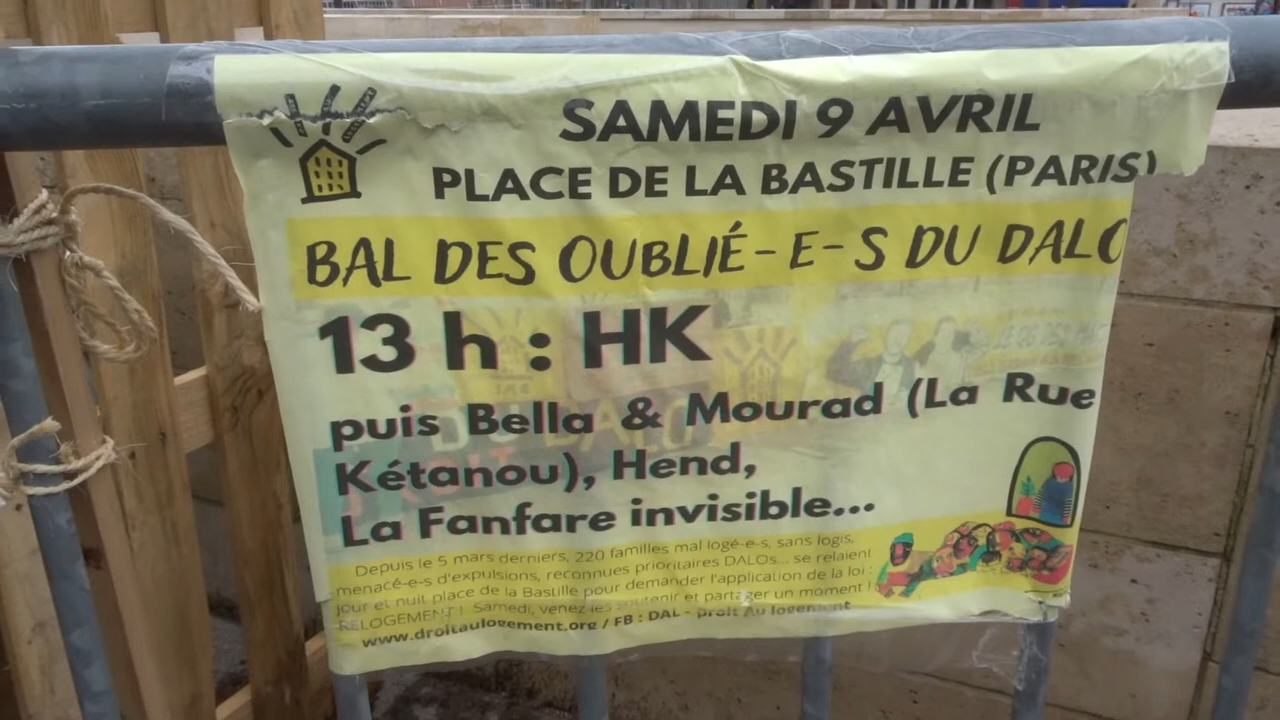 SAMEDI 9 AVRIL
PLACE DE LA BASTILLE (PARIS)
BAL DES OUBLIÉ-E-S DU DALO
13 h : HK
puis Bella & Mourad (La Rue
Kétanou), Hend,
La Fanfare invisible...
Depuis le 5 mars derniers, 220 familles mal logé-e-s, sans logis,
menacé-e-s d'expulsions, reconnues prioritaires DALOs... se relaient
jour et nuit place de la Bastille pour demander l'application de la loi :
RELOGEMENT ! Samedi, venez les soutenir et partager un moment !
www.droitaulogement.org / FB : DAL - Droit Au logement